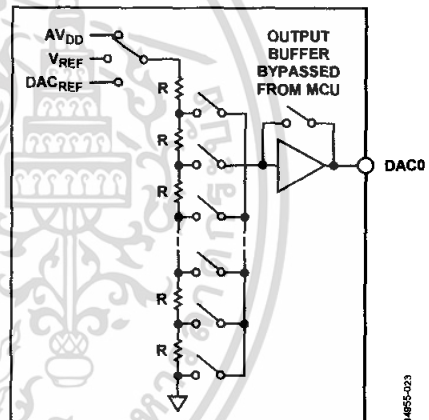 AVDD
VREF
DACREF
OUTPUT
BUFFER
BYPASSED
FROM MCU
R
R
R
DAC0
R
R
04955-023